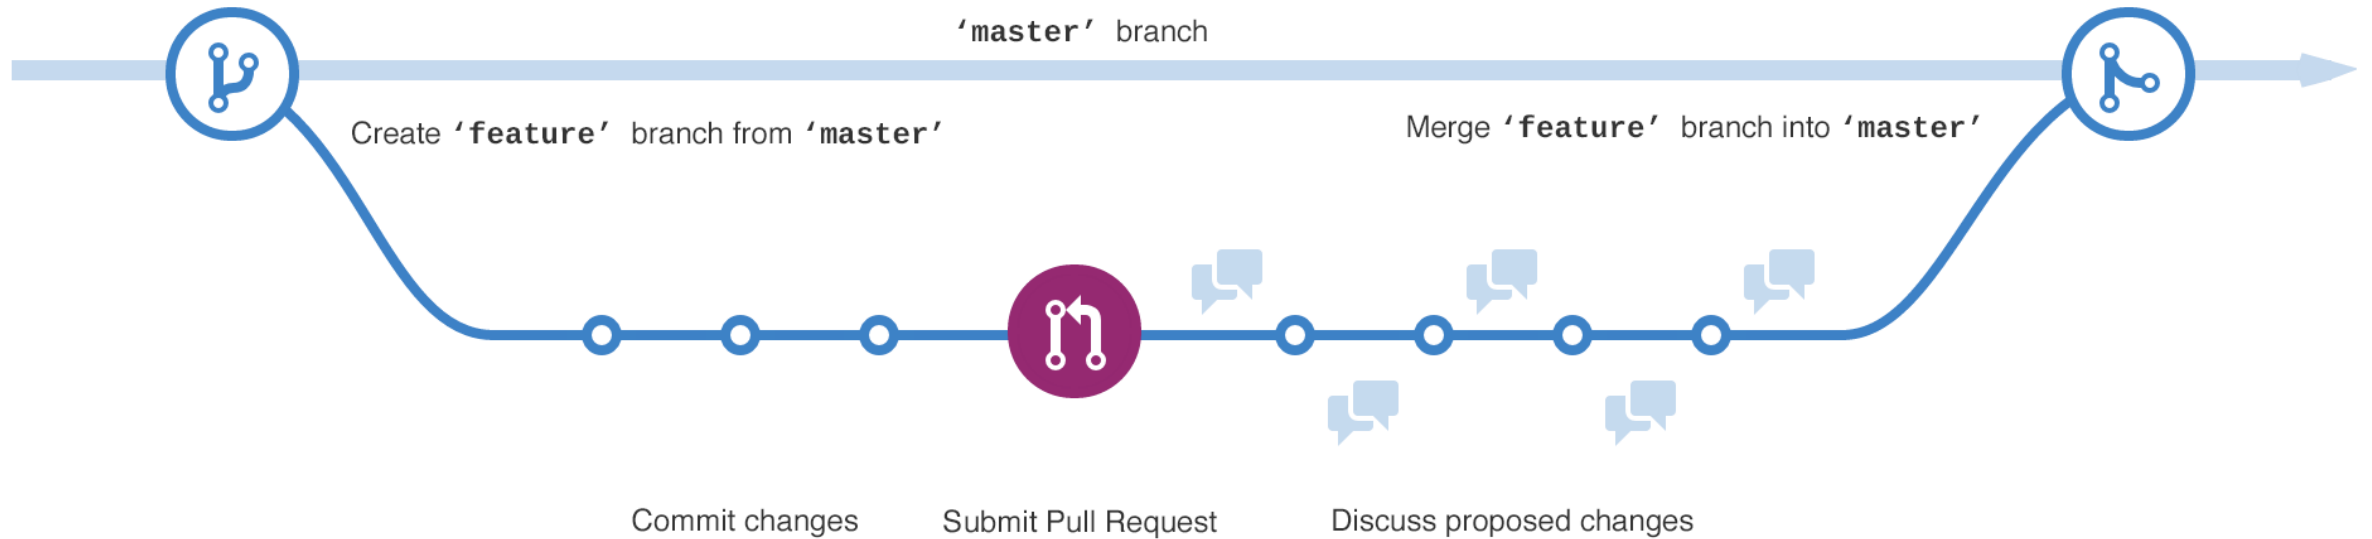 ‘master’ branch
Create ‘feature’ branch from ‘master’
Merge ‘feature’ branch into ‘master’
Commit changes
Submit Pull Request
Discuss proposed changes